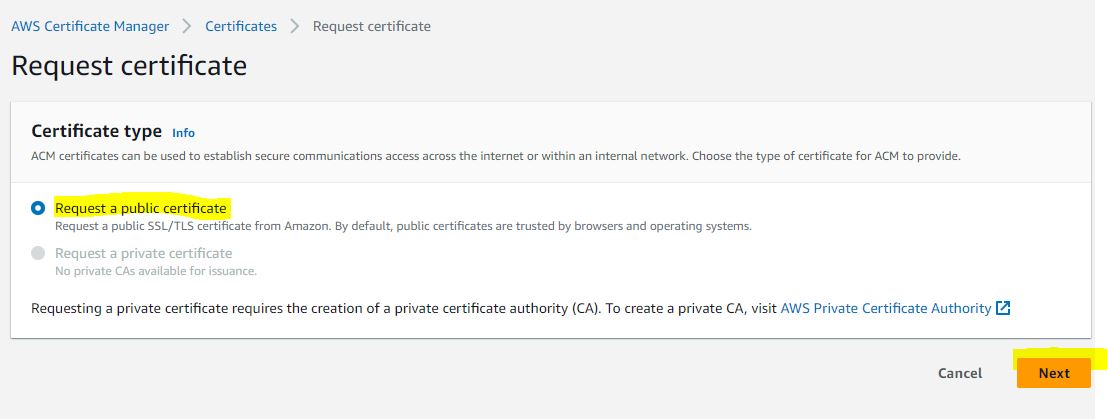 AWS Certificate Manager > Certificates > Request certificate
Request certificate
Certificate type Info
ACM certificates can be used to establish secure communications access across the internet or within an internal network. Choose the type of certificate for ACM to provide.
Request a public certificate
Request a public SSL/TLS certificate from Amazon. By default, public certificates are trusted by browsers and operating systems.
Request a private certificate
No private CAs available for issuance.
Requesting a private certificate requires the creation of a private certificate authority (CA). To create a private CA, visit AWS Private Certificate Authority
Cancel Next